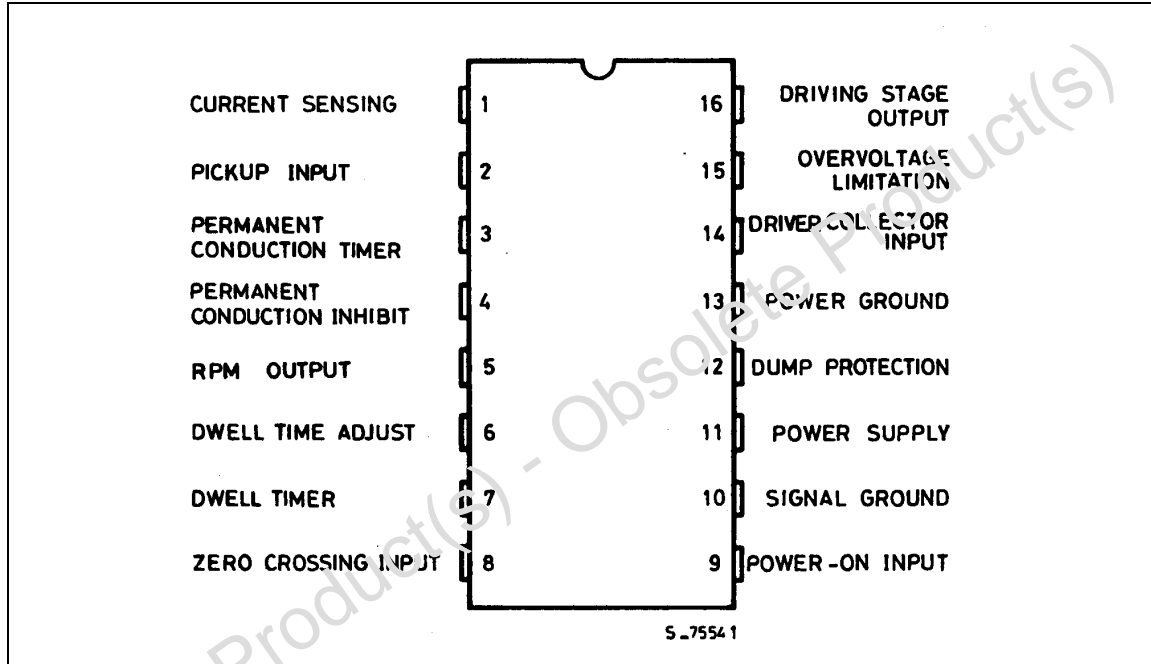 CURRENT SENSING
1
PICKUP INPUT
2
PERMANENT
CONDUCTION TIMER
3
PERMANENT
CONDUCTION INHIBIT
4
RPM OUTPUT
5
DWELL TIME ADJUST
6
DWELL TIMER
7
ZERO CROSSING INPUT
8
16
DRIVING STAGE
OUTPUT
15
OVERVOLTAGE
LIMITATION
14
DRIVER COLLECTOR
INPUT
13
POWER GROUND
12
DUMP PROTECTION
11
POWER SUPPLY
10
SIGNAL GROUND
9
POWER-ON INPUT
S_75541
Product(s) - Obsolete Product(s)